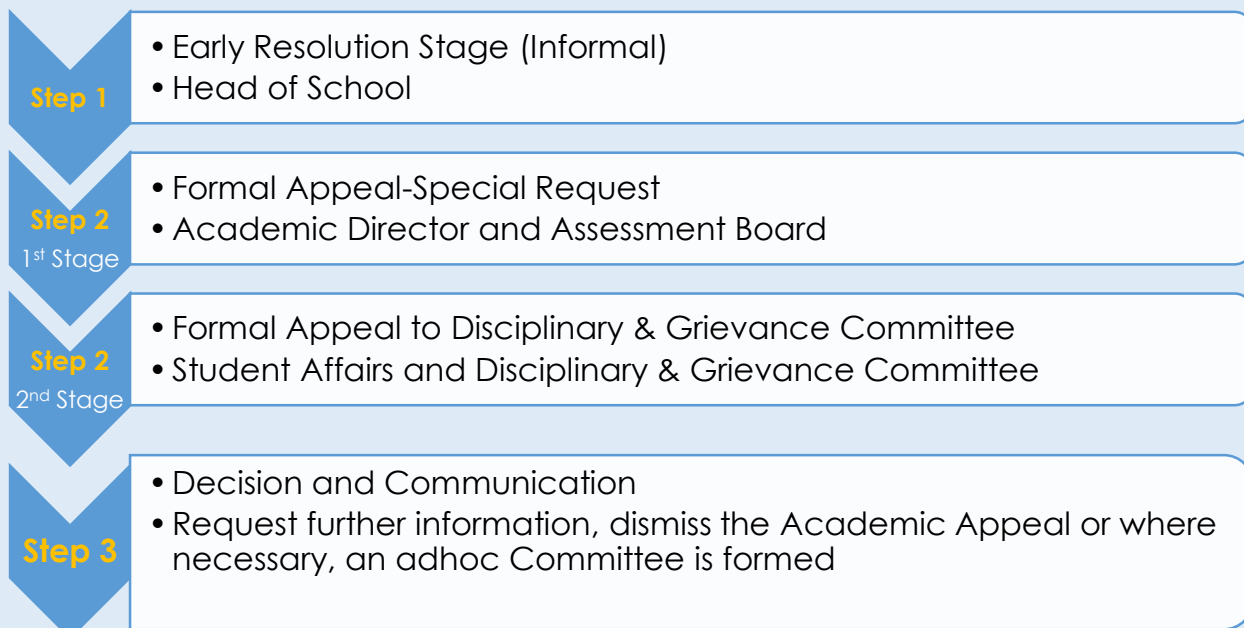 Step 1
• Early Resolution Stage (Informal)
• Head of School
Step 2
1st Stage
• Formal Appeal-Special Request
• Academic Director and Assessment Board
Step 2
2nd Stage
• Formal Appeal to Disciplinary & Grievance Committee
• Student Affairs and Disciplinary & Grievance Committee
Step 3
• Decision and Communication
• Request further information, dismiss the Academic Appeal or where
necessary, an adhoc Committee is formed